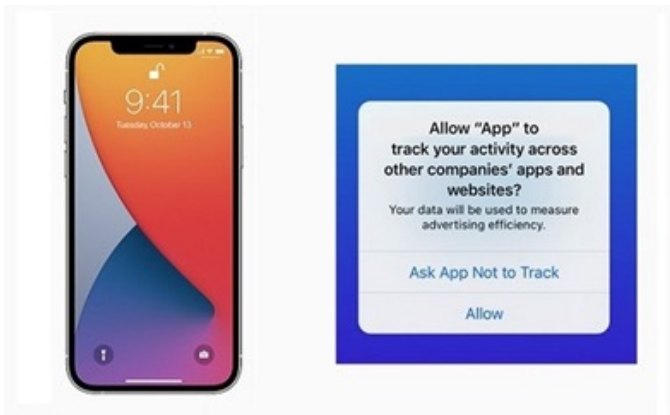 9:41
Tuesday, October 13
Allow “App” to
track your activity across
other companies’ apps and
websites?
Your data will be used to measure
advertising efficiency.
Ask App Not to Track
Allow